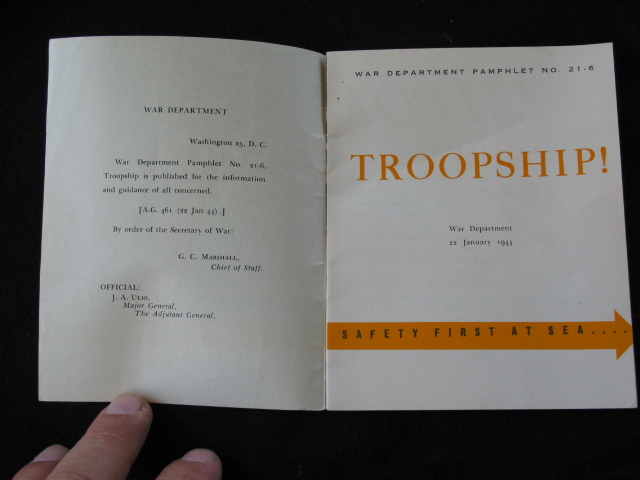 WAR DEPARTMENT
Washington 25, D. C.
War Department Pamphlet No. 21-6,
Troopship is published for the information
and guidance of all concerned.
[A.G. 461 (22 Jan 44).]
By order of the Secretary of War:
G. C. MARSHALL,
Chief of Staff.
OFFICIAL:
J. A. ULIO,
Major General,
The Adjutant General.
WAR DEPARTMENT PAMPHLET NO. 21-6
TROOPSHIP!
War Department
22 January 1944
SAFETY FIRST AT SEA....